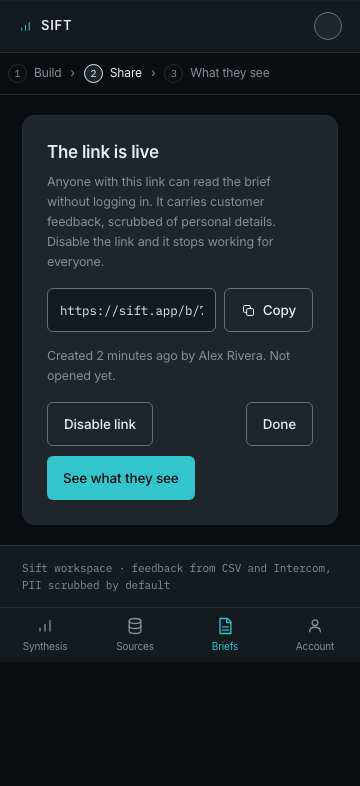 SIFT
1 Build › 2 Share › 3 What they see
The link is live
Anyone with this link can read the brief
without logging in. It carries customer
feedback, scrubbed of personal details.
Disable the link and it stops working for
everyone.
https://sift.app/b/
Copy
Created 2 minutes ago by Alex Rivera. Not
opened yet.
Disable link
Done
See what they see
Sift workspace · feedback from CSV and Intercom,
PII scrubbed by default
Synthesis
Sources
Briefs
Account